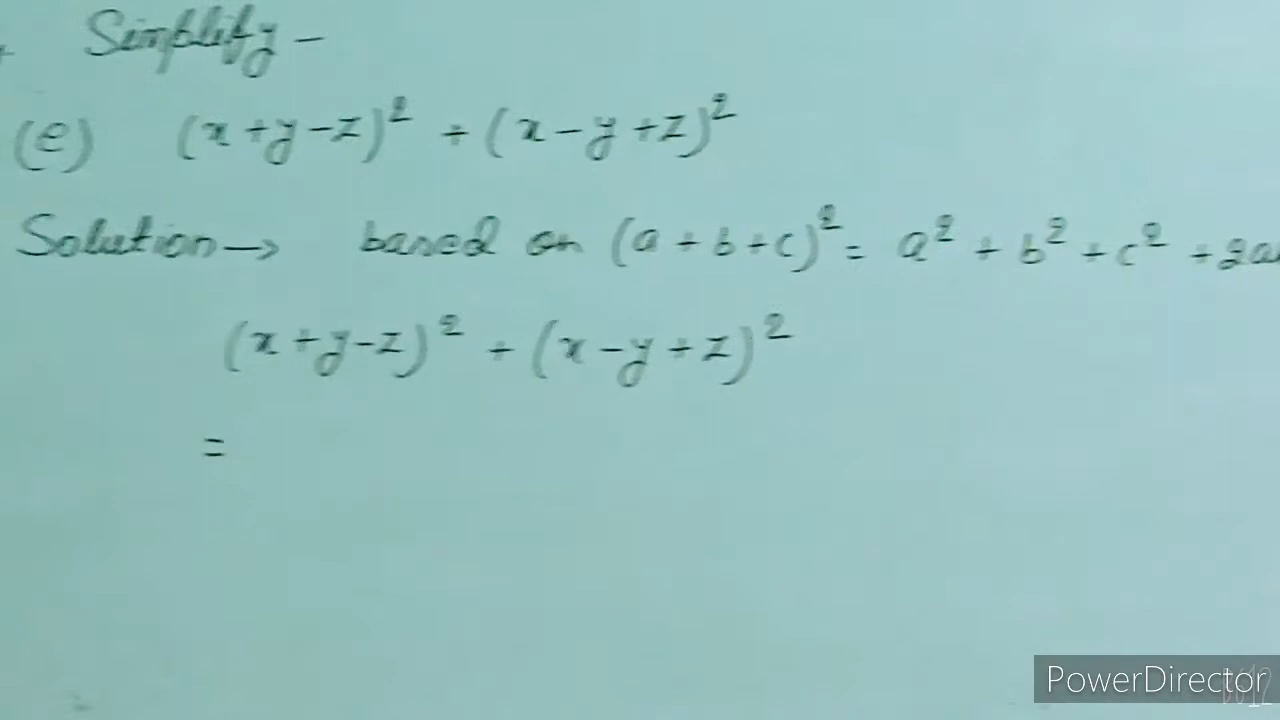 Simplify -
(e) (x+y-z)² + (x-y+z)²
Solution → based on (a+b+c)² = a² + b² + c² + 2a
(x+y-z)² + (x-y+z)²
=
PowerDirector